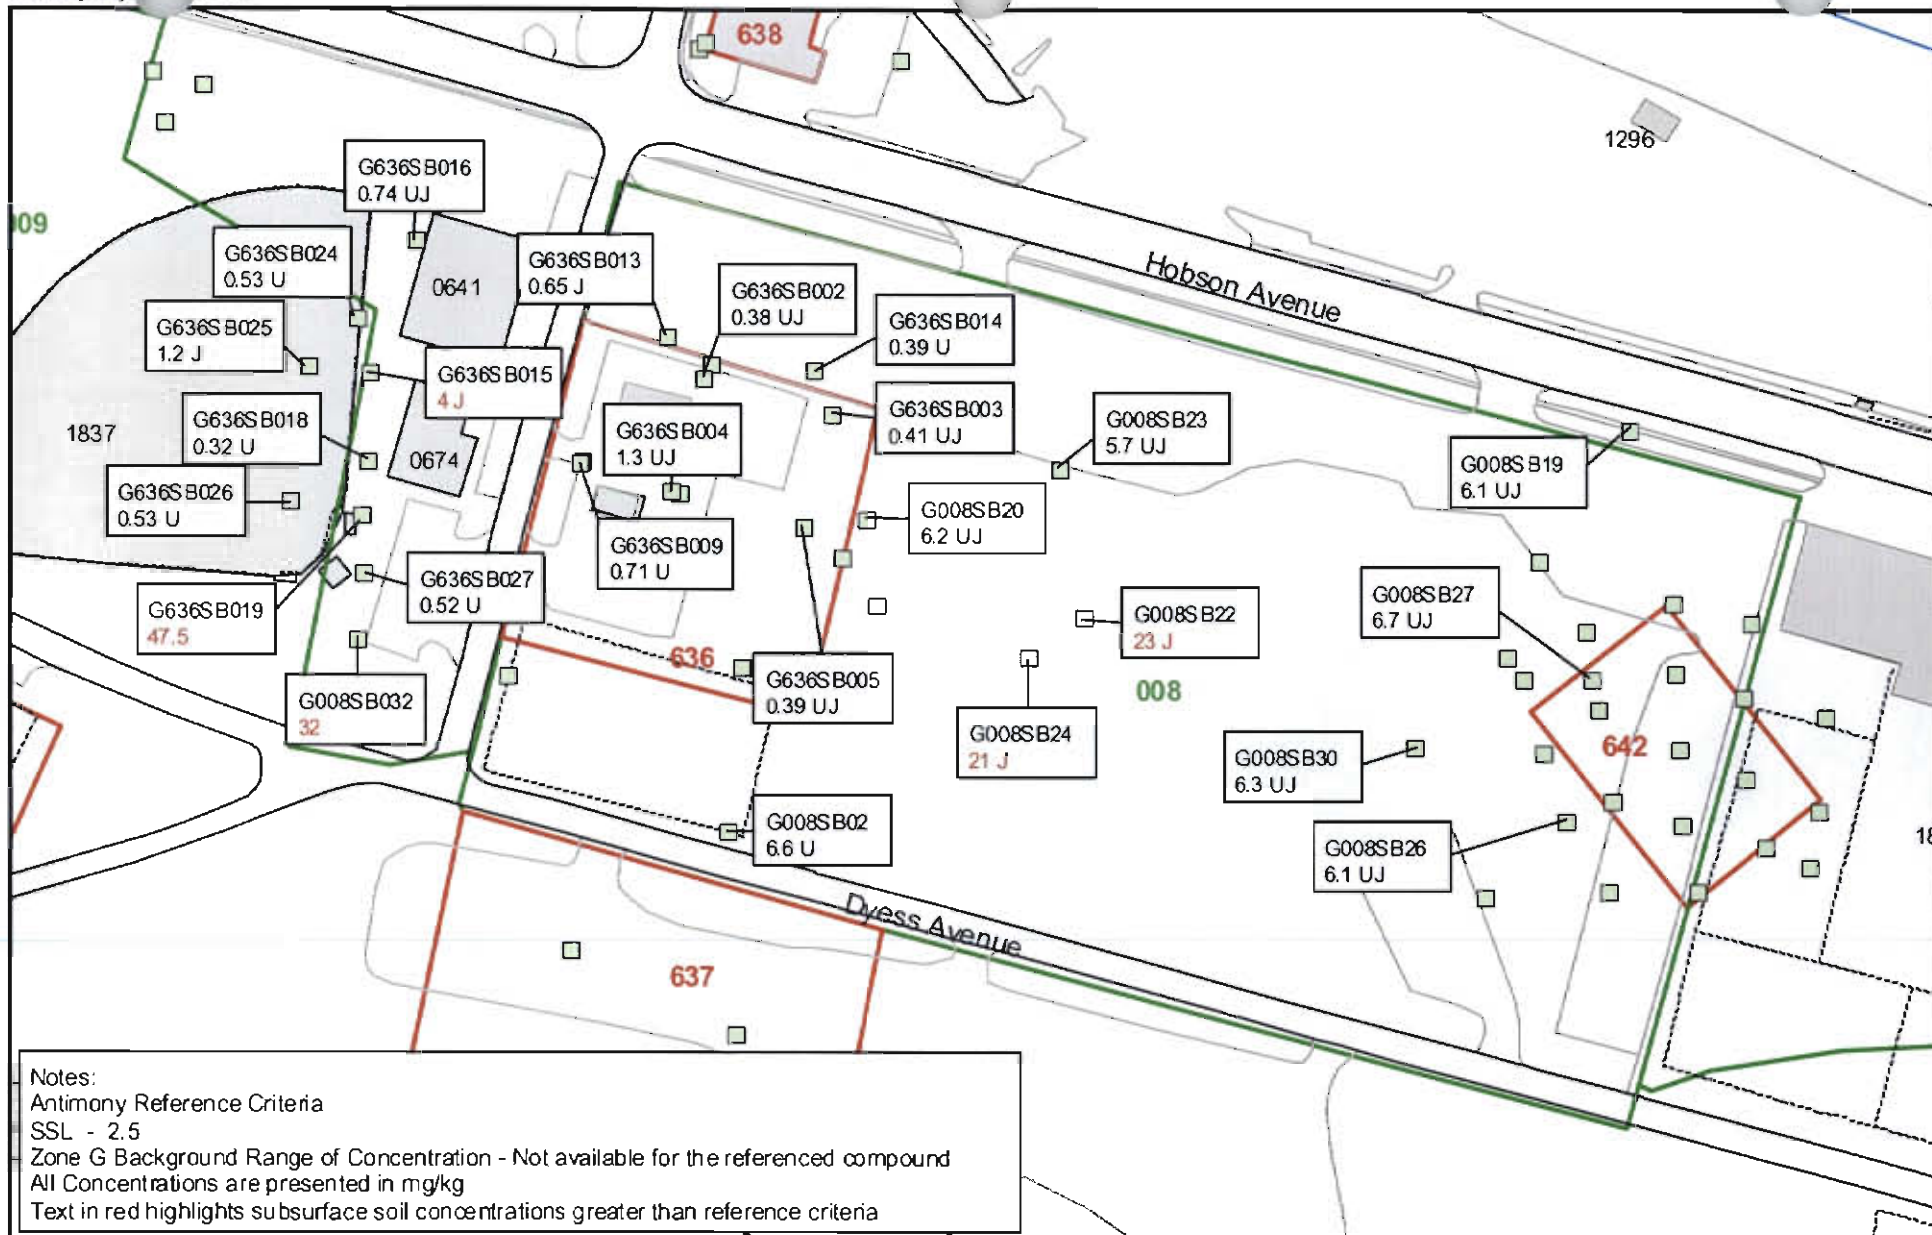 638
1296
G636SB016
0.74 UJ
009
G636SB024
0.53 U
0641
G636SB013
0.65 J
G636SB002
0.38 UJ
Hobson Avenue
G636SB025
1.2 J
G636SB014
0.39 U
G636SB015
4 J
G636SB018
0.32 U
G636SB003
0.41 UJ
G636SB004
1.3 UJ
G008SB23
5.7 UJ
1837
0674
G008SB19
6.1 UJ
G636SB026
0.53 U
G008SB20
6.2 UJ
G636SB009
0.71 U
G636SB027
0.52 U
G008SB27
6.7 UJ
G636SB019
47.5
G008SB22
23 J
636
G636SB005
0.39 UJ
008
G008SB032
32
G008SB24
21 J
G008SB30
6.3 UJ
642
G008SB02
6.6 U
G008SB26
6.1 UJ
18
Dyess Avenue
637
Notes:
Antimony Reference Criteria
SSL - 2.5
Zone G Background Range of Concentration - Not available for the referenced compound
All Concentrations are presented in mg/kg
Text in red highlights subsurface soil concentrations greater than reference criteria